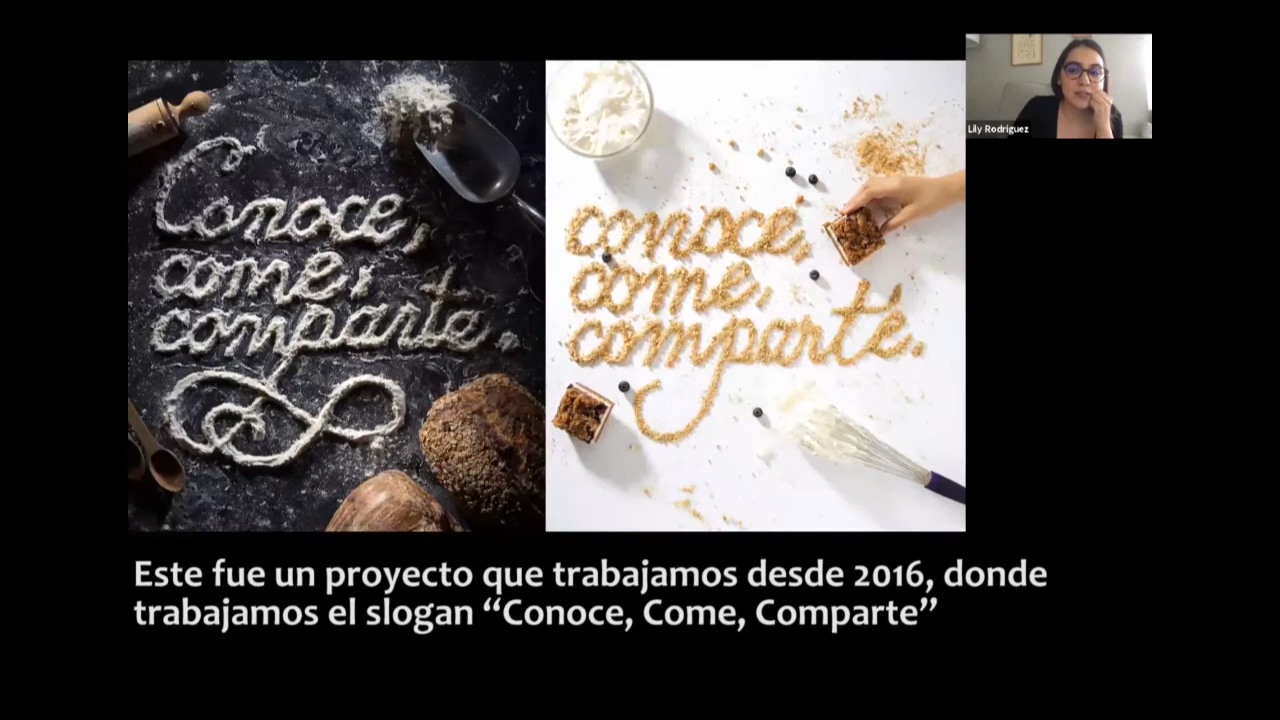 Lily Rodriguez
Conoce,
come,
comparte.
conoce,
come,
comparte.
Este fue un proyecto que trabajamos desde 2016, donde
trabajamos el slogan “Conoce, Come, Comparte”